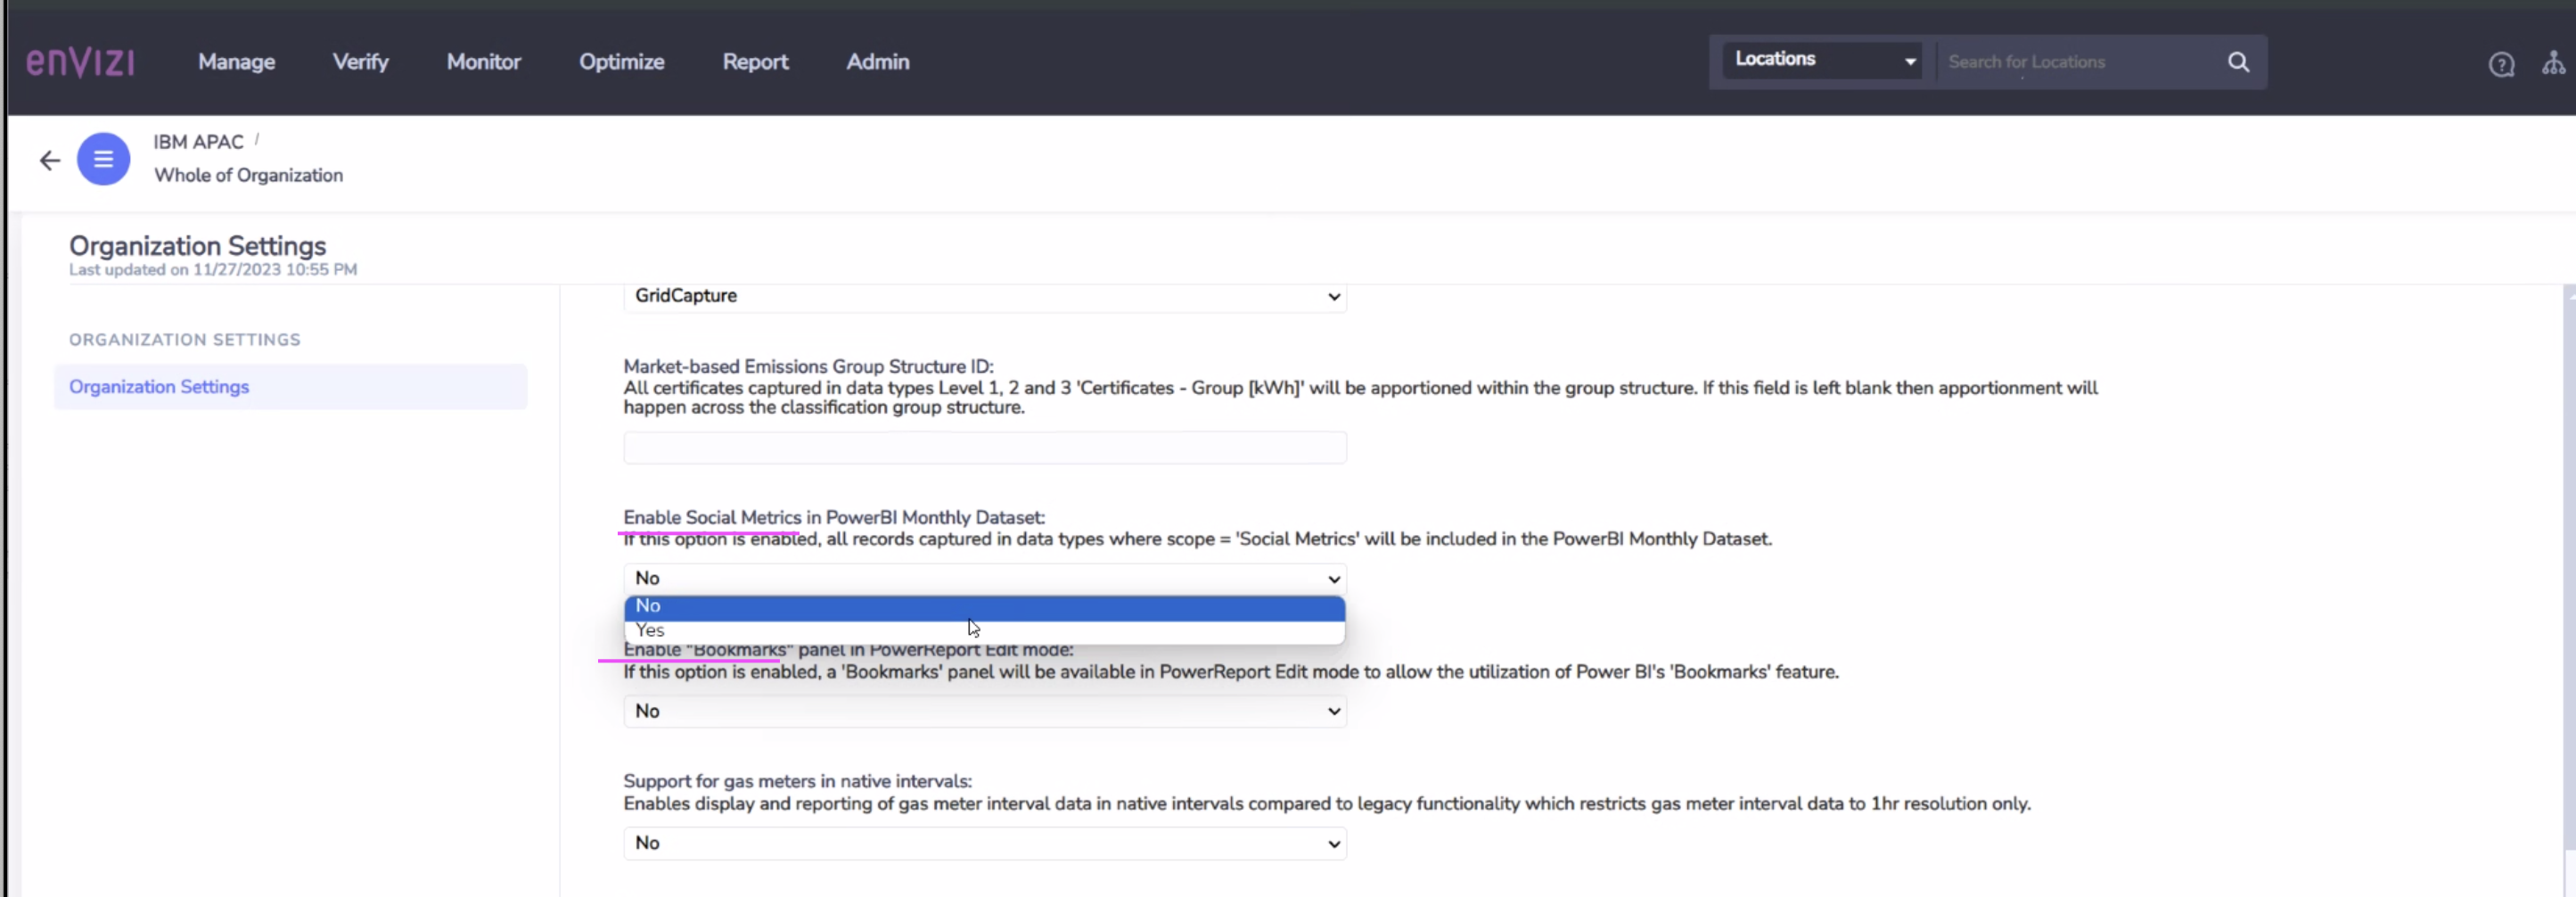 enVIZI
Manage
Verify
Monitor
Optimize
Report
Admin
Locations
Search for Locations
IBM APAC /
Whole of Organization
Organization Settings
Last updated on 11/27/2023 10:55 PM
ORGANIZATION SETTINGS
Organization Settings
GridCapture
Market-based Emissions Group Structure ID:
All certificates captured in data types Level 1, 2 and 3 'Certificates - Group [kWh]' will be apportioned within the group structure. If this field is left blank then apportionment will
happen across the classification group structure.
Enable Social Metrics in PowerBI Monthly Dataset:
If this option is enabled, all records captured in data types where scope = 'Social Metrics' will be included in the PowerBI Monthly Dataset.
No
No
Yes
Enable "Bookmarks" panel in PowerReport Edit mode:
If this option is enabled, a 'Bookmarks' panel will be available in PowerReport Edit mode to allow the utilization of Power BI's 'Bookmarks' feature.
No
Support for gas meters in native intervals:
Enables display and reporting of gas meter interval data in native intervals compared to legacy functionality which restricts gas meter interval data to 1hr resolution only.
No